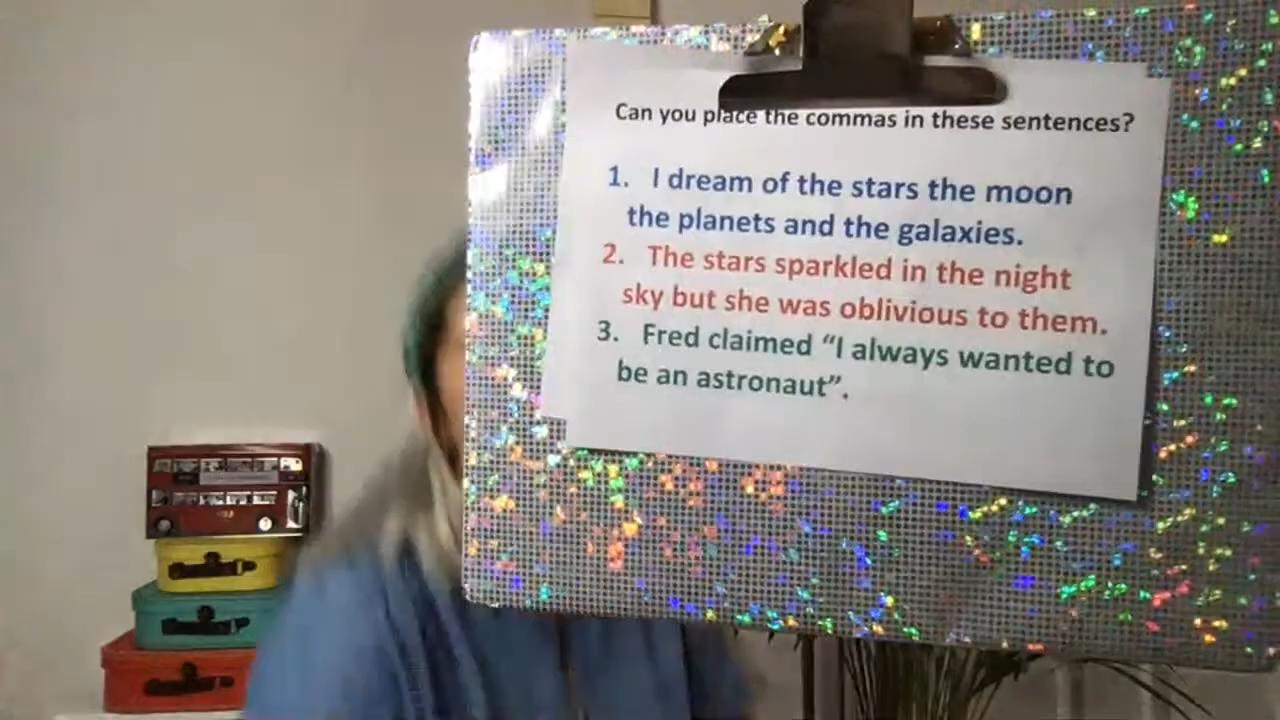 Can you place the commas in these sentences?
1. I dream of the stars the moon
the planets and the galaxies.
2. The stars sparkled in the night
sky but she was oblivious to them.
3. Fred claimed “I always wanted to
be an astronaut”.